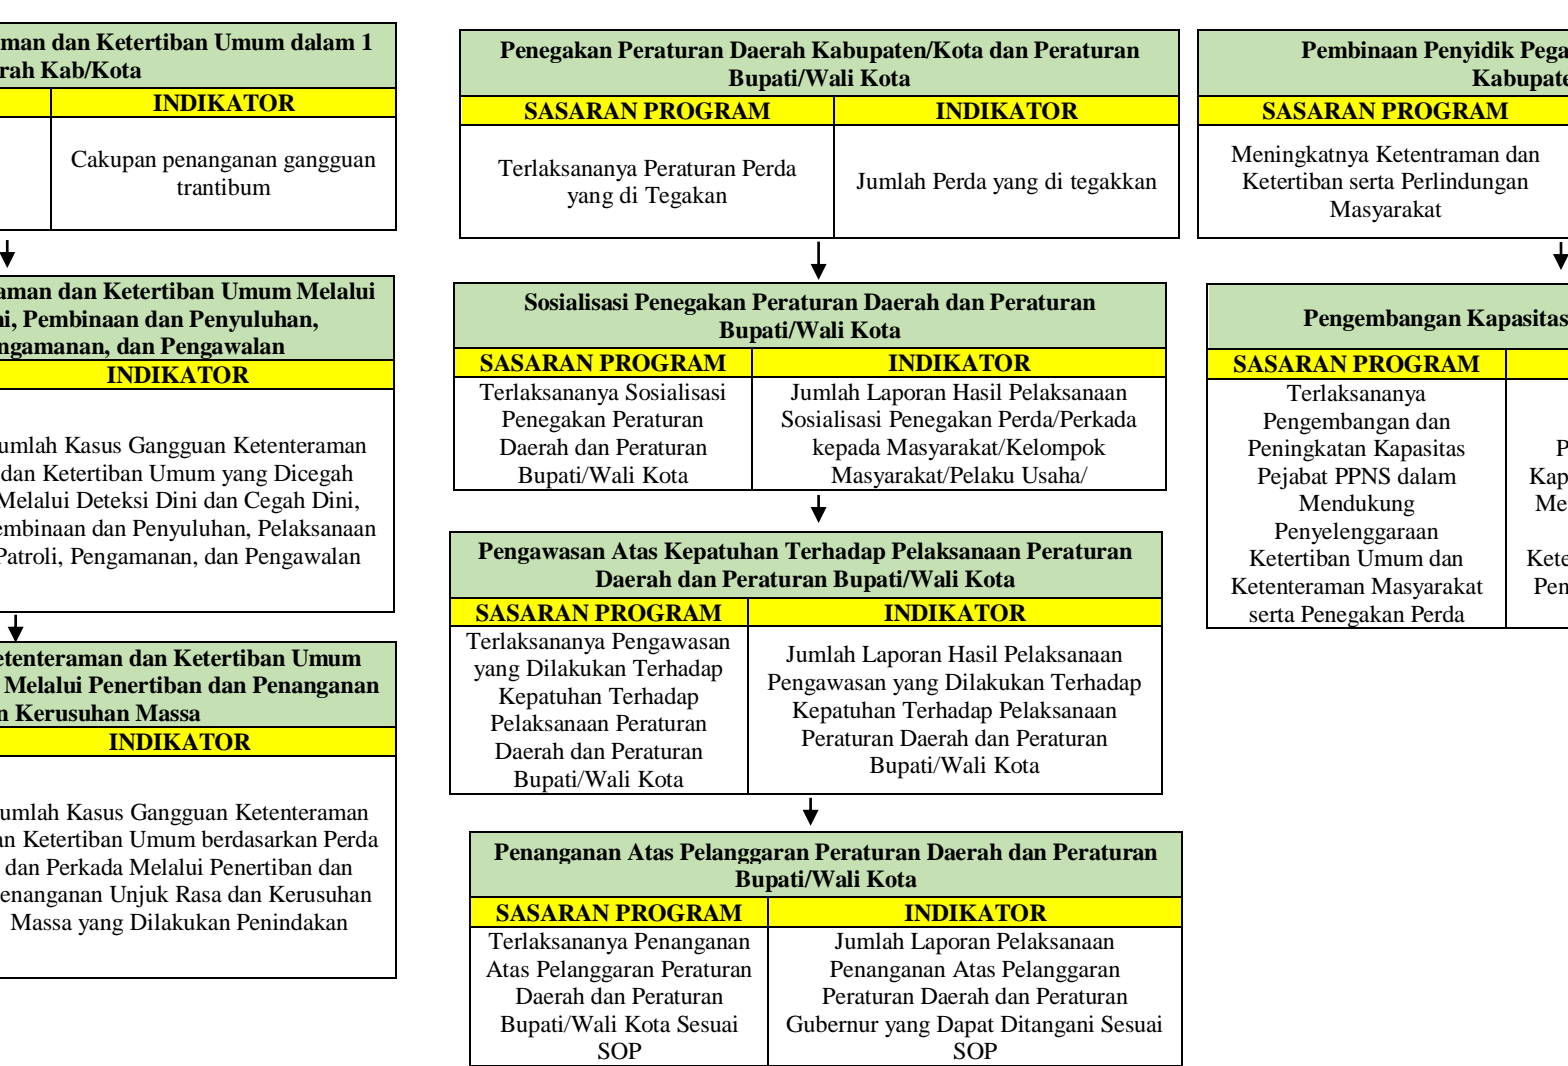 dan Ketertiban Umum dalam 1
Kab/Kota
INDIKATOR
Cakupan penanganan gangguan
trantibum
dan Ketertiban Umum Melalui
Pembinaan dan Penyuluhan,
dan Pengawalan
INDIKATOR
Kasus Gangguan Ketenteraman
dan Ketertiban Umum yang Dicegah
Melalui Deteksi Dini dan Cegah Dini,
dan Penyuluhan, Pelaksanaan
Patroli, Pengamanan, dan Pengawalan
dan Ketertiban Umum
Melalui Penertiban dan Penanganan
Kerusuhan Massa
INDIKATOR
Kasus Gangguan Ketenteraman
Ketertiban Umum berdasarkan Perda
dan Perkada Melalui Penertiban dan
Unjuk Rasa dan Kerusuhan
Massa yang Dilakukan Penindakan
Penegakan Peraturan Daerah Kabupaten/Kota dan Peraturan
Bupati/Wali Kota
SASARAN PROGRAM
INDIKATOR
Terlaksananya Peraturan Perda
yang di Tegakan
Jumlah Perda yang di tegakkan
Sosialisasi Penegakan Peraturan Daerah dan Peraturan
Bupati/Wali Kota
SASARAN PROGRAM
INDIKATOR
Terlaksananya Sosialisasi
Penegakan Peraturan
Daerah dan Peraturan
Bupati/Wali Kota
Jumlah Laporan Hasil Pelaksanaan
Sosialisasi Penegakan Perda/Perkada
kepada Masyarakat/Kelompok
Masyarakat/Pelaku Usaha/
Pengawasan Atas Kepatuhan Terhadap Pelaksanaan Peraturan
Daerah dan Peraturan Bupati/Wali Kota
SASARAN PROGRAM
INDIKATOR
Terlaksananya Pengawasan
yang Dilakukan Terhadap
Kepatuhan Terhadap
Pelaksanaan Peraturan
Daerah dan Peraturan
Bupati/Wali Kota
Jumlah Laporan Hasil Pelaksanaan
Pengawasan yang Dilakukan Terhadap
Kepatuhan Terhadap Pelaksanaan
Peraturan Daerah dan Peraturan
Bupati/Wali Kota
Penanganan Atas Pelanggaran Peraturan Daerah dan Peraturan
Bupati/Wali Kota
SASARAN PROGRAM
INDIKATOR
Terlaksananya Penanganan
Atas Pelanggaran Peraturan
Daerah dan Peraturan
Bupati/Wali Kota Sesuai
SOP
Jumlah Laporan Pelaksanaan
Penanganan Atas Pelanggaran
Peraturan Daerah dan Peraturan
Gubernur yang Dapat Ditangani Sesuai
SOP
Pembinaan Penyidik
SASARAN PROGRAM
Meningkatnya Ketentraman dan
Ketertiban serta Perlindungan
Masyarakat
Pengembangan Kapasitas
SASARAN PROGRAM
Terlaksananya
Pengembangan dan
Peningkatan Kapasitas
Pejabat PPNS dalam
Mendukung
Penyelenggaraan
Ketertiban Umum dan
Ketenteraman Masyarakat
serta Penegakan Perda